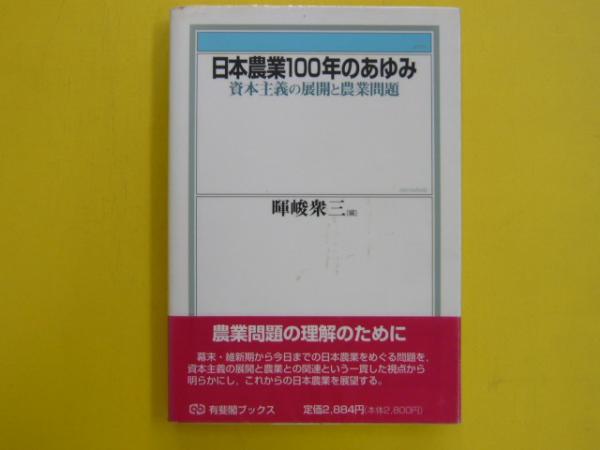 日本農業100年のあゆみ
資本主義の展開と農業問題
暉峻衆三[編]
農業問題の理解のために
幕末・維新期から今日までの日本農業をめぐる問題を、
資本主義の展開と農業との関連という一貫した視点から
明らかにし、これからの日本農業を展望する。
有斐閣ブックス 定価2,884円(本体2,800円)